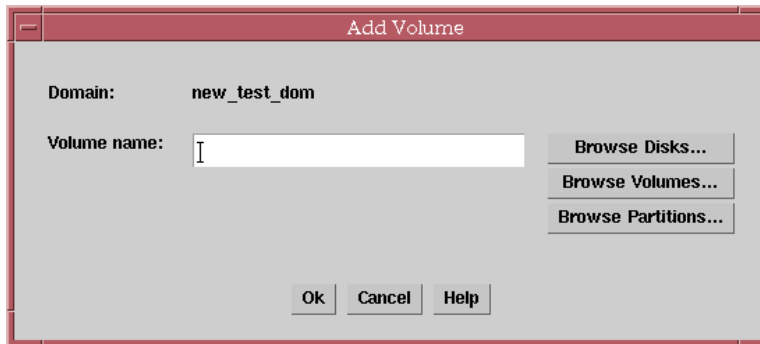 Add Volume
Domain: new_test_dom
Volume name:
Browse Disks...
Browse Volumes...
Browse Partitions...
Ok Cancel Help